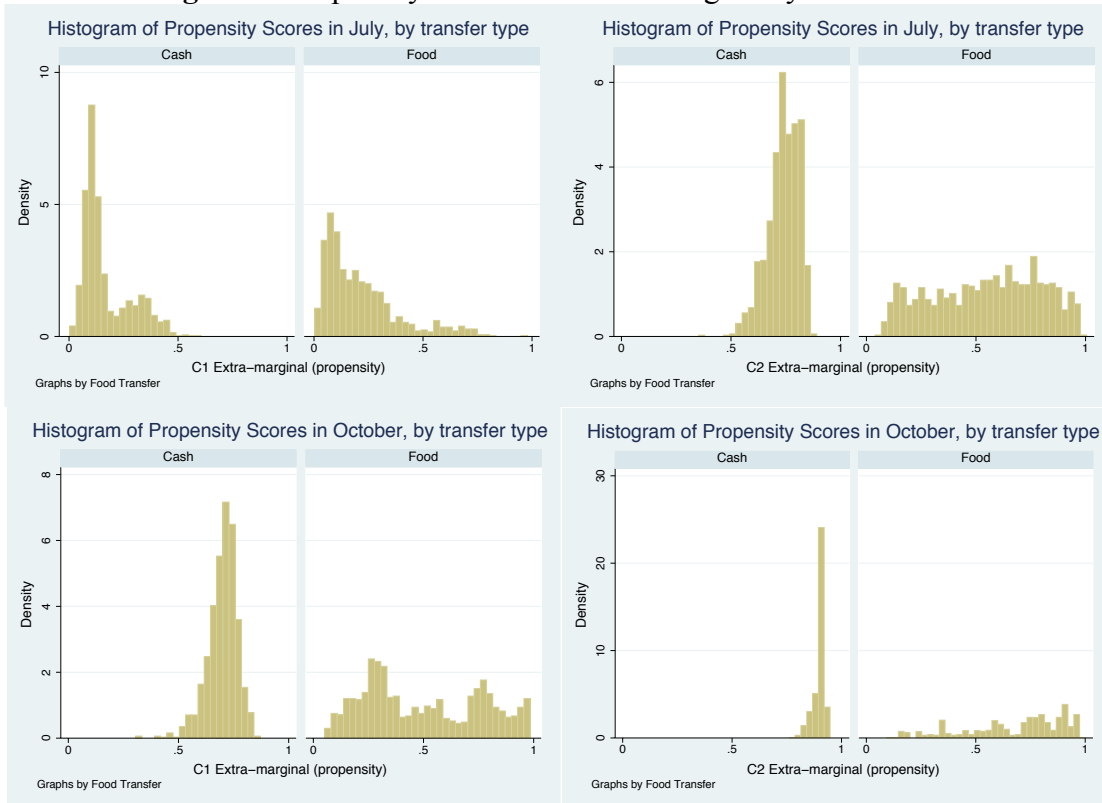 Histogram of Propensity Scores in July, by transfer type
Cash Food
10
5
0
Density
0 .5 1 0 .5 1
C1 Extra-marginal (propensity)
Graphs by Food Transfer
Histogram of Propensity Scores in July, by transfer type
Cash Food
6
4
2
0
Density
0 .5 1 0 .5 1
C2 Extra-marginal (propensity)
Graphs by Food Transfer
Histogram of Propensity Scores in October, by transfer type
Cash Food
8
6
4
2
0
Density
0 .5 1 0 .5 1
C1 Extra-marginal (propensity)
Graphs by Food Transfer
Histogram of Propensity Scores in October, by transfer type
Cash Food
30
20
10
0
Density
0 .5 1 0 .5 1
C2 Extra-marginal (propensity)
Graphs by Food Transfer